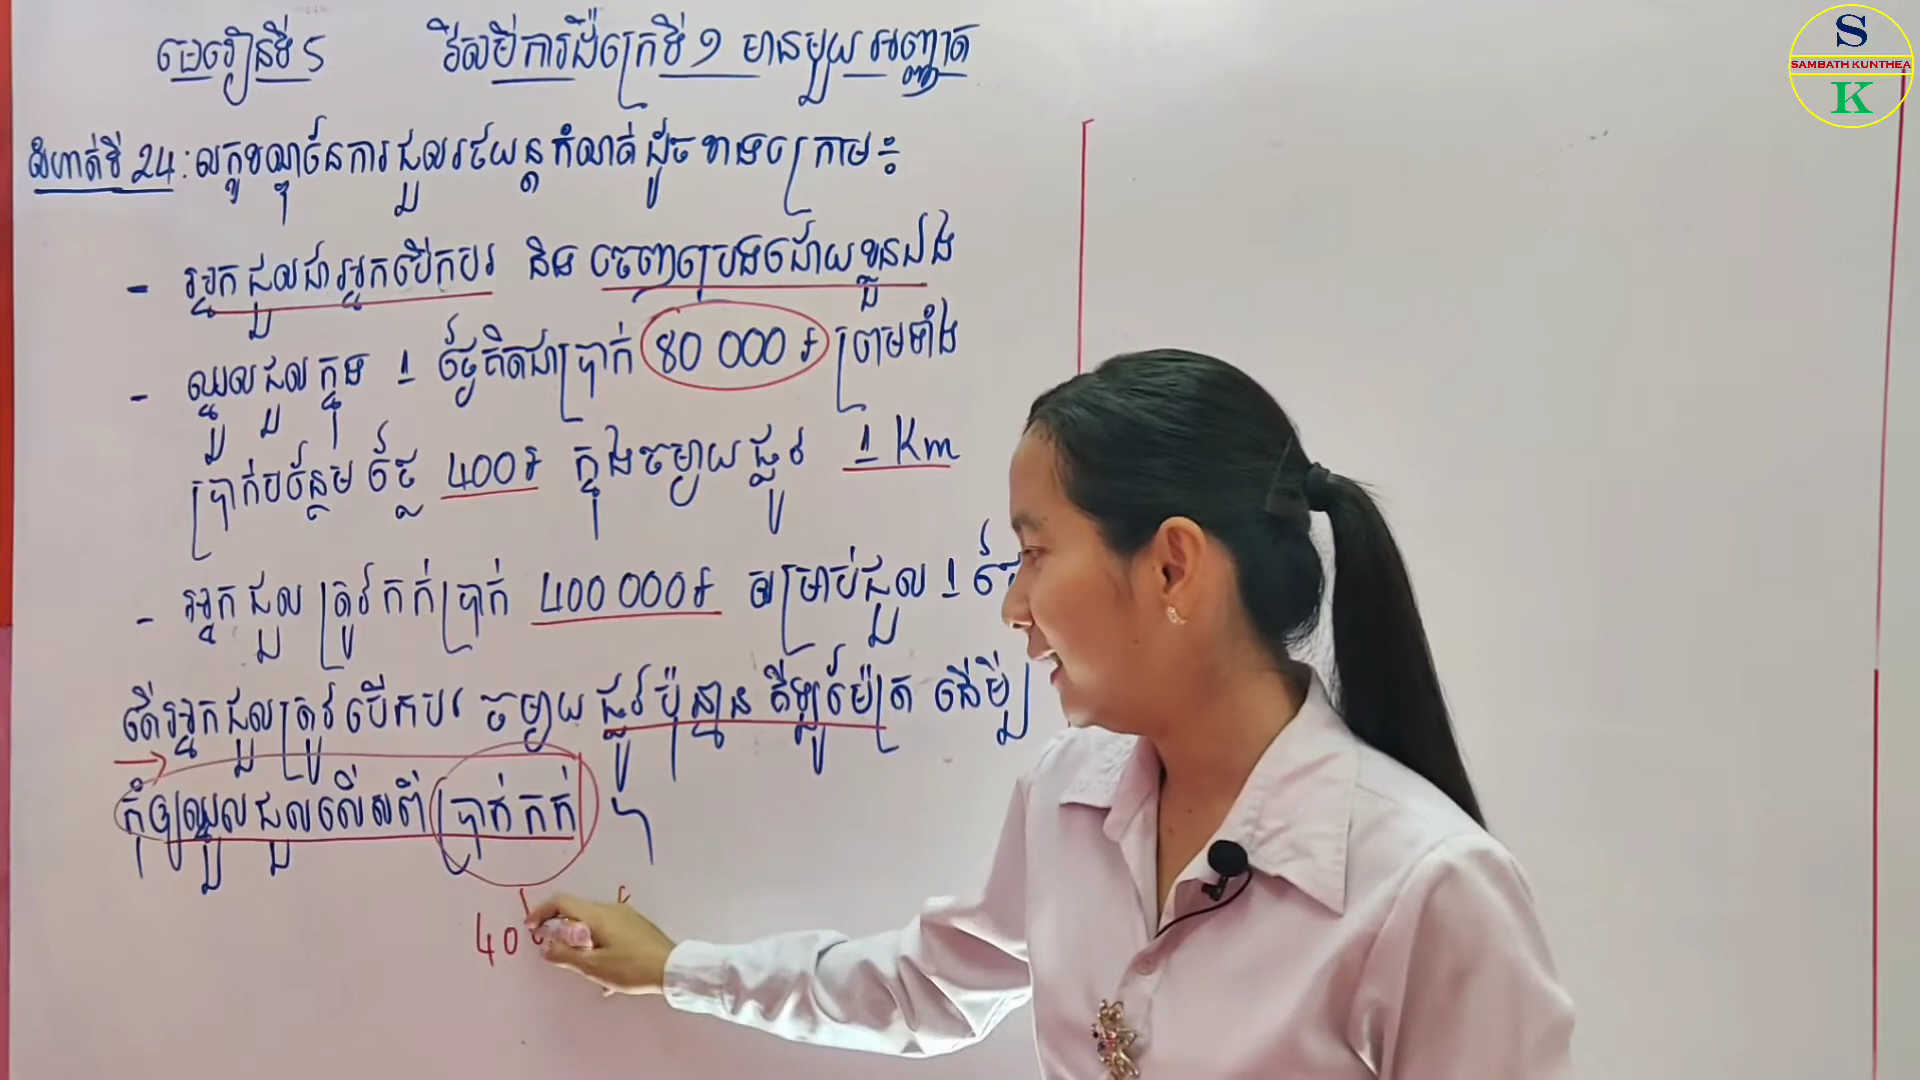 មេរៀនទី 5 វិសមីការដឺក្រេទី១ មានមួយអញ្ញាត
លំហាត់ទី 24 : លក្ខខណ្ឌនៃការជួលរថយន្តកំណត់ដូចខាងក្រោម ៖
- អ្នកជួលជាអ្នកបើកបរ និង ចេញប្រេងដោយខ្លួនឯង
- ឈ្នួលជួលក្នុង 1 ថ្ងៃគិតជាប្រាក់ 80 000៛ ព្រមទាំង
ប្រាក់បន្ថែមថ្លៃ 400៛ ក្នុងចម្ងាយផ្លូវ 1 Km
- អ្នកជួលត្រូវកក់ប្រាក់ 400 000៛ សម្រាប់ជួល 1 ថ្ងៃ
តើអ្នកជួលត្រូវបើកបរ ចម្ងាយផ្លូវប៉ុន្មានគីឡូម៉ែត្រ ដើម្បី
កុំឲ្យឈ្នួលជួលលើសពីប្រាក់កក់ ។
40
S
SAMBATH KUNTHEA
K